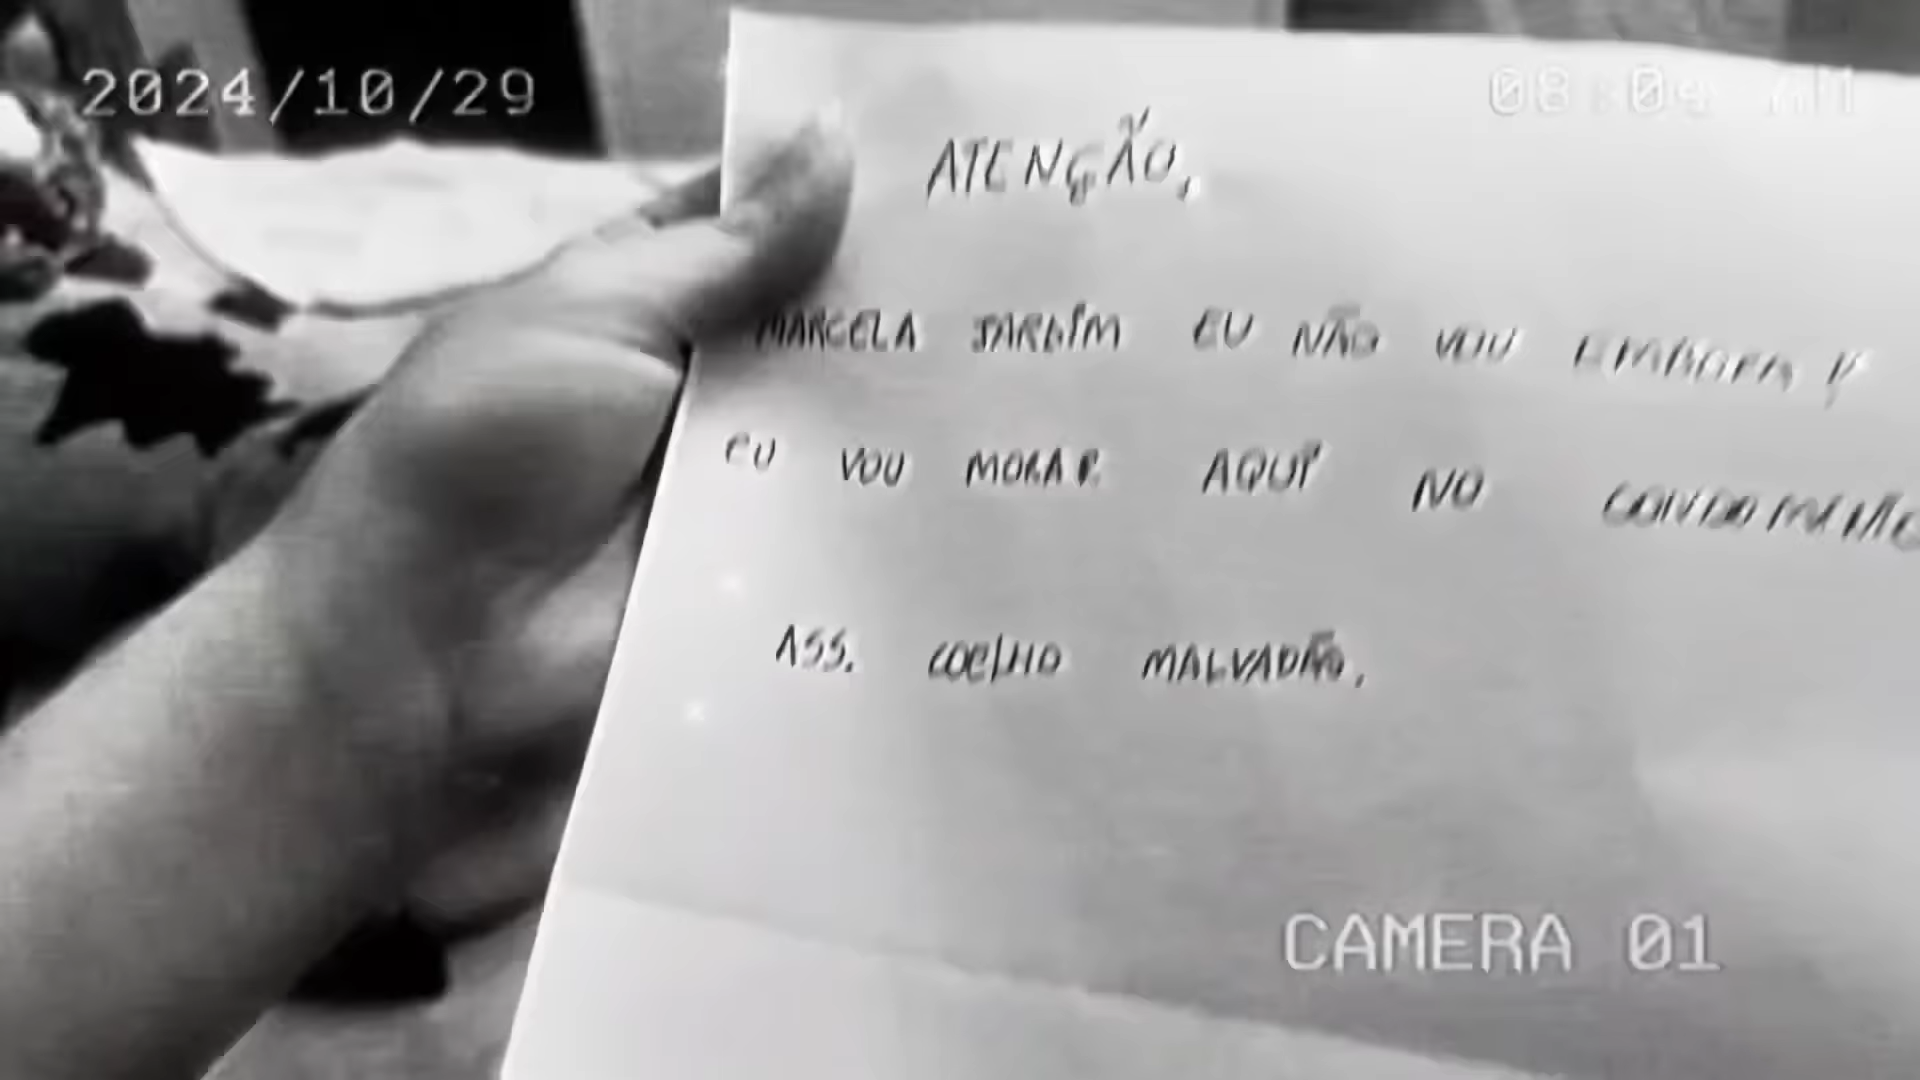 2024/10/29
ATENÇÃO,
MARCELA JARDIM EU NÃO VOU EMBORA
EU VOU MORAR AQUI NO
ASS. COELHO MALVADÃO.
CAMERA 01